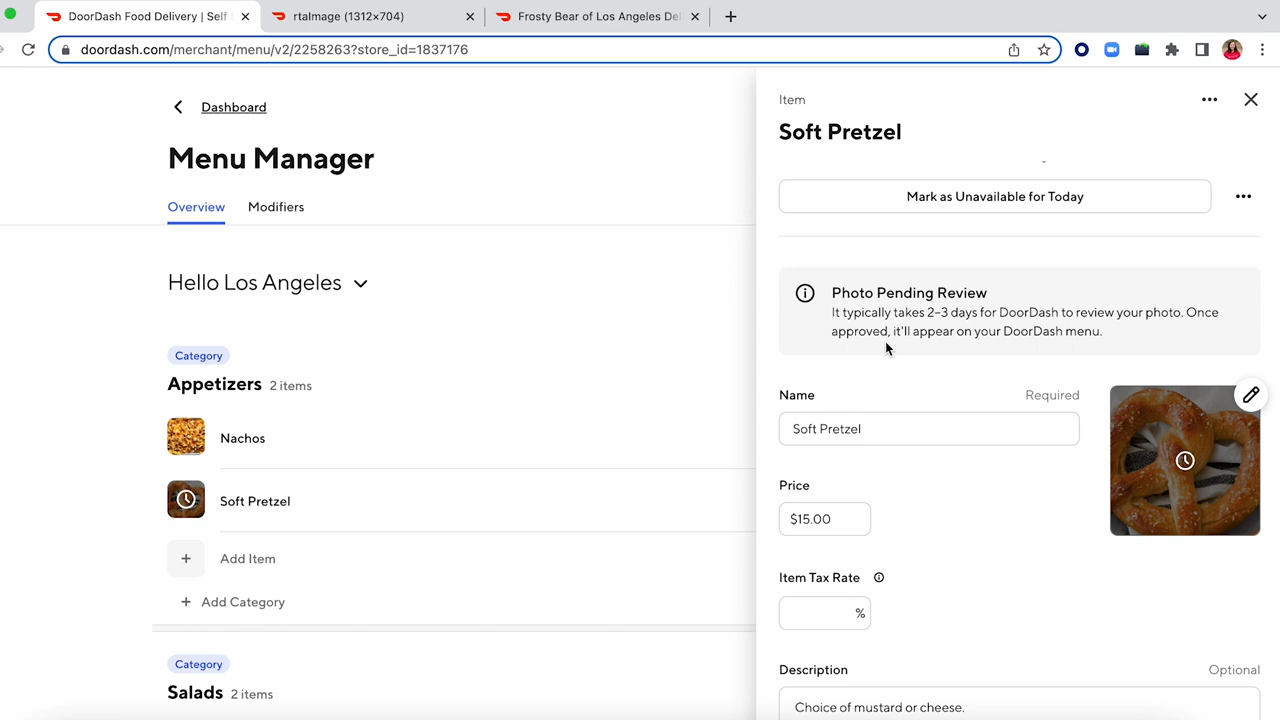 DoorDash Food Delivery | Self
rtaImage (1312×704)
Frosty Bear of Los Angeles Del
doordash.com/merchant/menu/v2/2258263?store_id=1837176
Dashboard
Menu Manager
Overview
Modifiers
Hello Los Angeles
Category
Appetizers 2 items
Nachos
Soft Pretzel
+ Add Item
+ Add Category
Category
Salads 2 items
Item
Soft Pretzel
Mark as Unavailable for Today
Photo Pending Review
It typically takes 2–3 days for DoorDash to review your photo. Once
approved, it'll appear on your DoorDash menu.
Name Required
Soft Pretzel
Price
$15.00
Item Tax Rate
%
Description Optional
Choice of mustard or cheese.